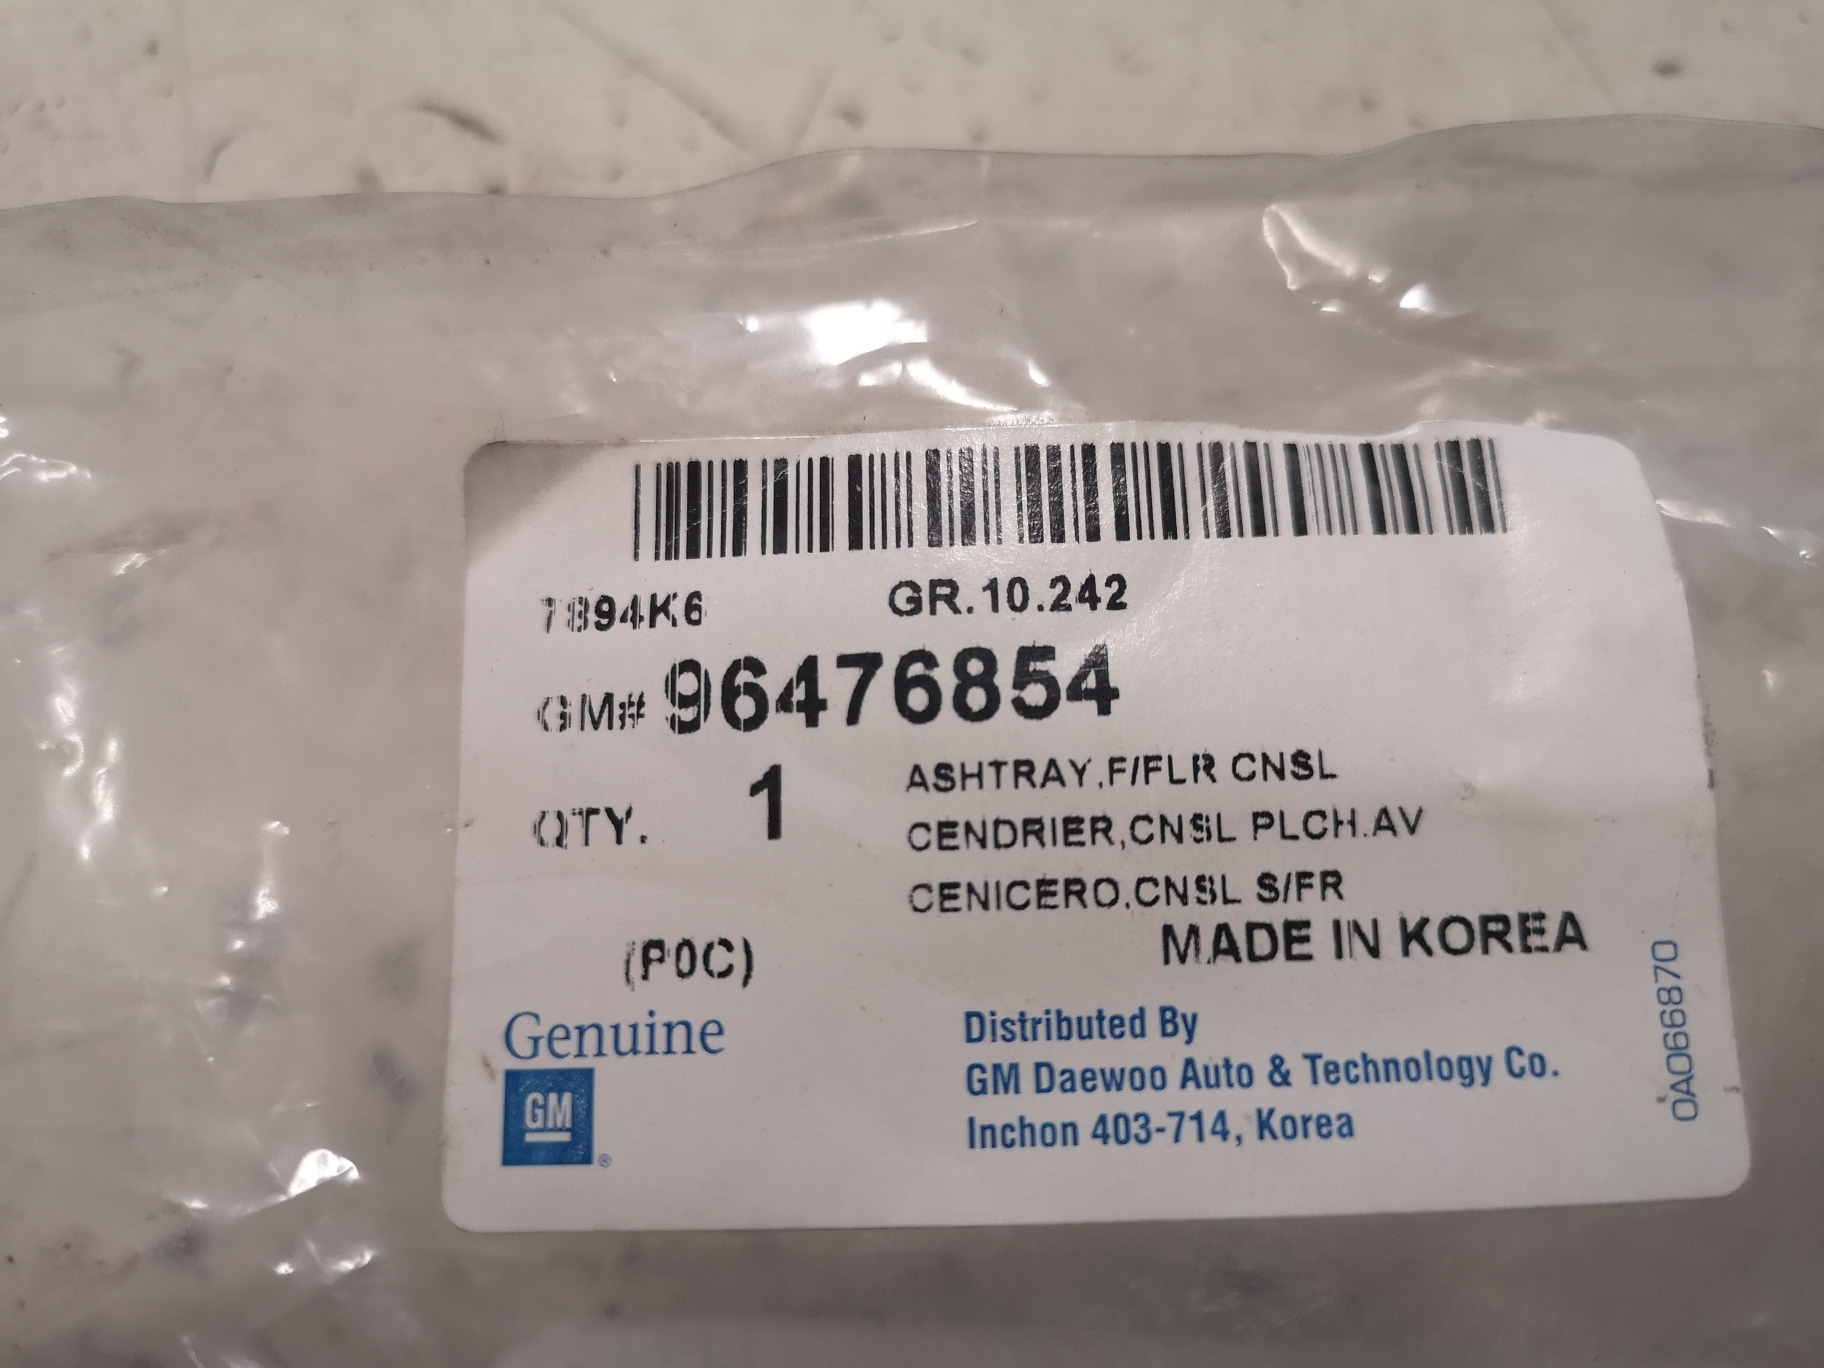 7894K6 GR.10.242
GM# 96476854
QTY. 1
ASHTRAY,F/FLR CNSL
CENDRIER,CNSL PLCH.AV
CENICERO,CNSL S/FR
MADE IN KOREA
(P0C)
Genuine
GM
®
Distributed By
GM Daewoo Auto & Technology Co.
Inchon 403-714, Korea
0A066870